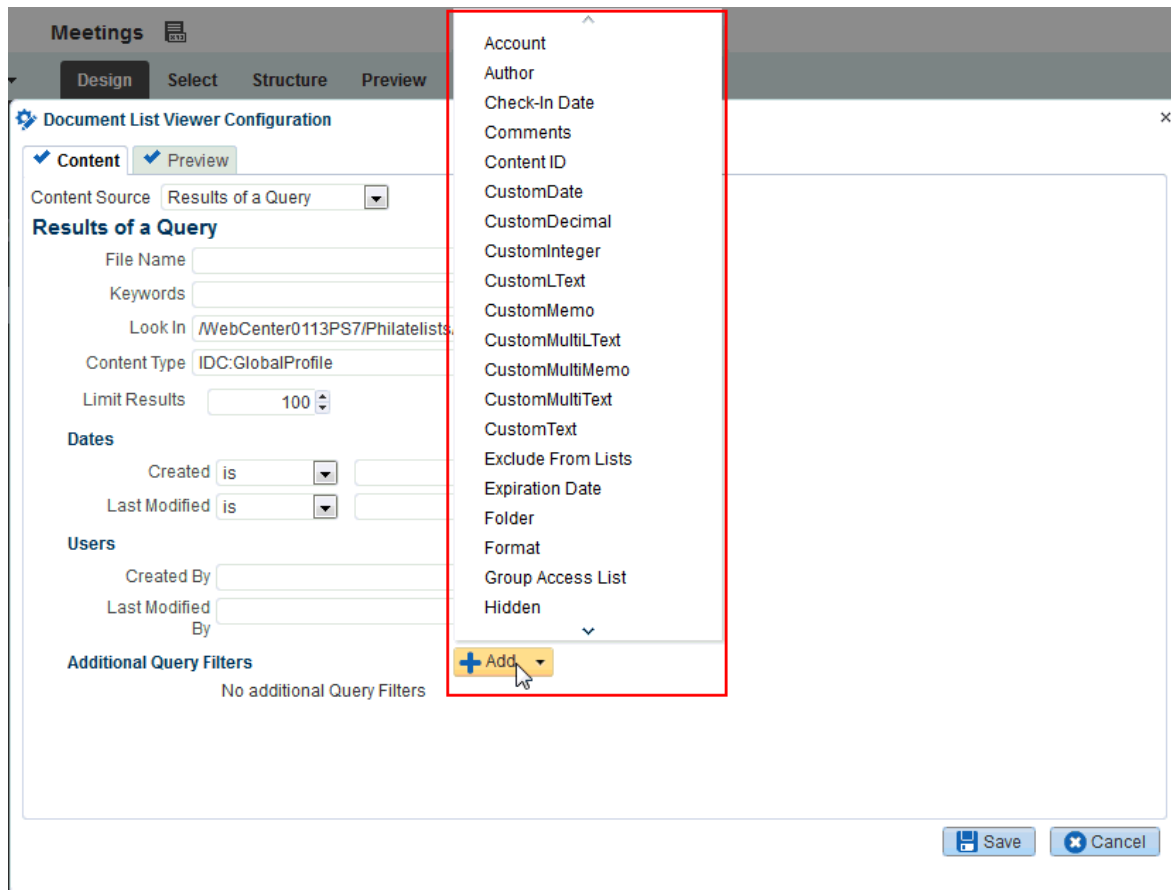 Meetings
Design Select Structure Preview
Document List Viewer Configuration
Content Preview
Content Source Results of a Query
Results of a Query
File Name
Keywords
Look In /WebCenter0113PS7/Philatelists
Content Type IDC:GlobalProfile
Limit Results 100
Dates
Created is
Last Modified is
Users
Created By
Last Modified
By
Additional Query Filters
No additional Query Filters
Account
Author
Check-In Date
Comments
Content ID
CustomDate
CustomDecimal
CustomInteger
CustomLText
CustomMemo
CustomMultiLText
CustomMultiMemo
CustomMultiText
CustomText
Exclude From Lists
Expiration Date
Folder
Format
Group Access List
Hidden
Add
Save Cancel